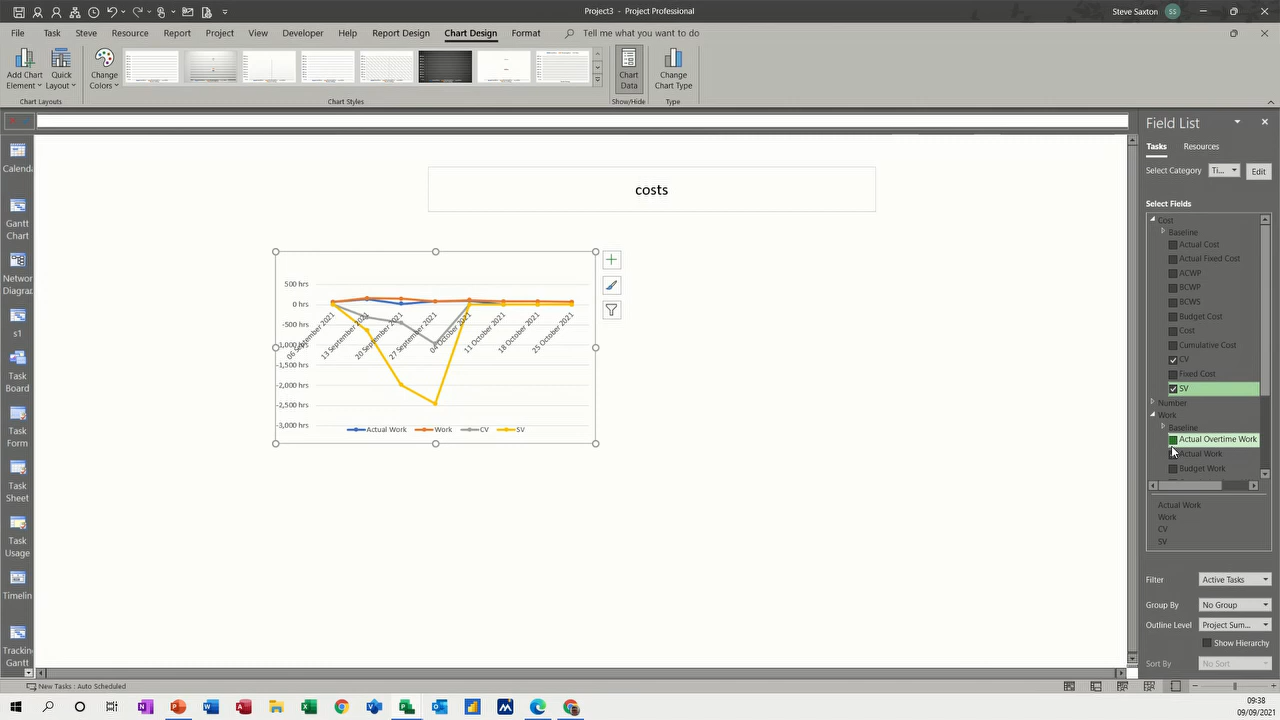 Project3 - Project Professional
Steve Saxton SS
File Task Steve Resource Report Project View Developer Help Report Design Chart Design Format Tell me what you want to do
Add Chart Element
Quick Layout
Change Colors
Chart Data
Change Chart Type
Chart Layouts
Chart Styles
Show/Hide
Type
Calend
Gantt Chart
Network Diagra
s1
Task Board
Task Form
Task Sheet
Task Usage
Timelin
Trackin Gantt
costs
500 hrs
0 hrs
-500 hrs
-1,000 hrs
-1,500 hrs
-2,000 hrs
-2,500 hrs
-3,000 hrs
06 September 2021
13 September 2021
20 September 2021
27 September 2021
04 October 2021
11 October 2021
18 October 2021
25 October 2021
Actual Work Work CV SV
Field List
Tasks Resources
Select Category Ti... Edit
Select Fields
Cost
Baseline
Actual Cost
Actual Fixed Cost
ACWP
BCWP
BCWS
Budget Cost
Cost
Cumulative Cost
CV
Fixed Cost
SV
Number
Work
Baseline
Actual Overtime Work
Actual Work
Budget Work
Actual Work
Work
CV
SV
Filter Active Tasks
Group By No Group
Outline Level Project Sum...
Show Hierarchy
Sort By No Sort
New Tasks : Auto Scheduled
09:38
09/09/2021